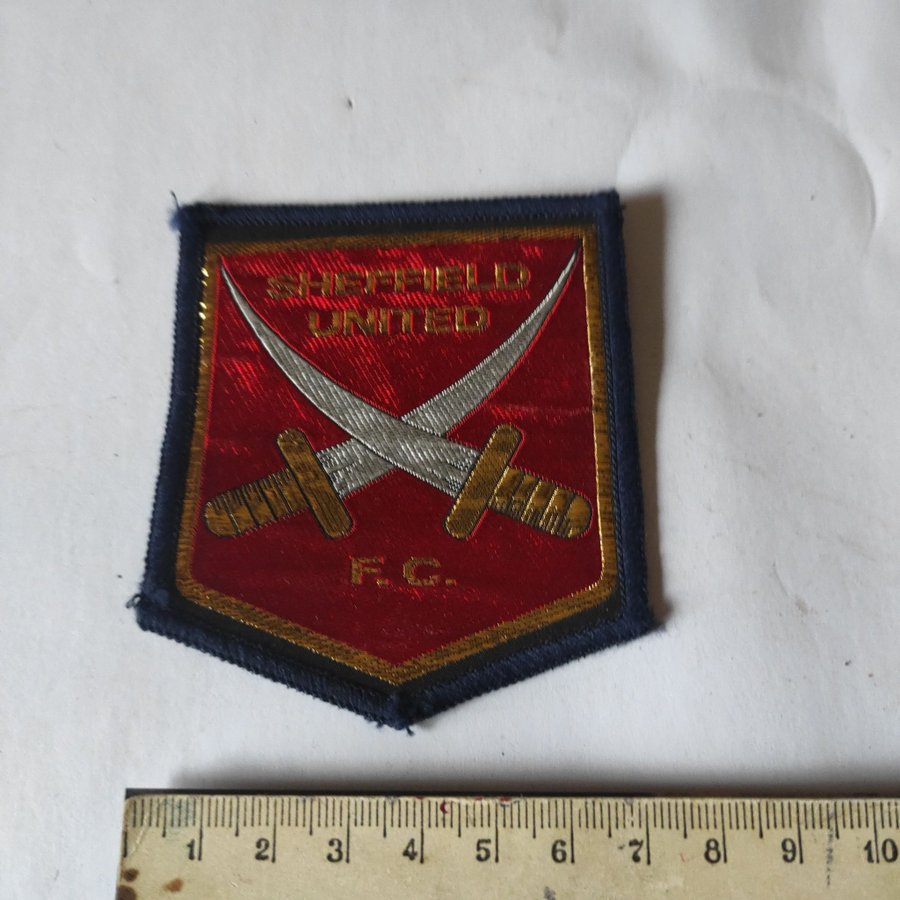 SHEFFIELD
UNITED
F.C.
1 2 3 4 5 6 7 8 9 10